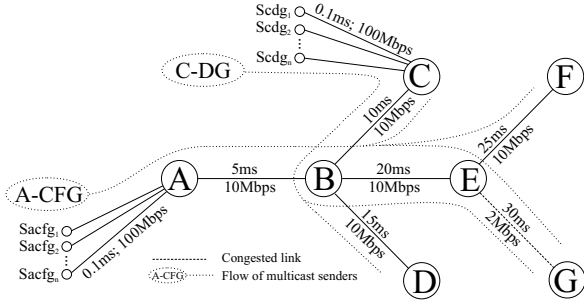 Scdg1
Scdg2
Scdgn
0.1ms; 100Mbps
C-DG
C
F
10ms
10Mbps
25ms
10Mbps
A-CFG
A
5ms
10Mbps
B
20ms
10Mbps
E
Sacfg1
Sacfg2
Sacfgn
0.1ms; 100Mbps
15ms
10Mbps
30ms
2Mbps
D
G
Congested link
A-CFG
Flow of multicast senders